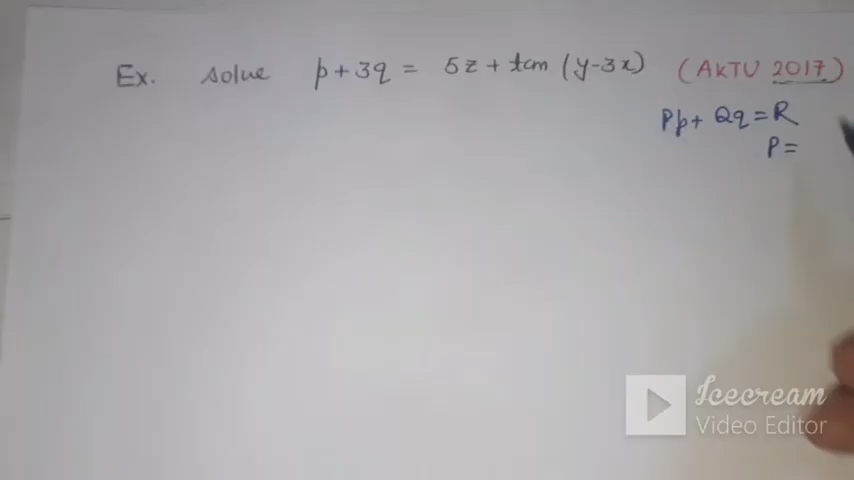 Ex. solve p+3q = 5z + tan (y-3x) (AKTU 2017)
Pp + Qq = R
P =
Icecream
Video Editor